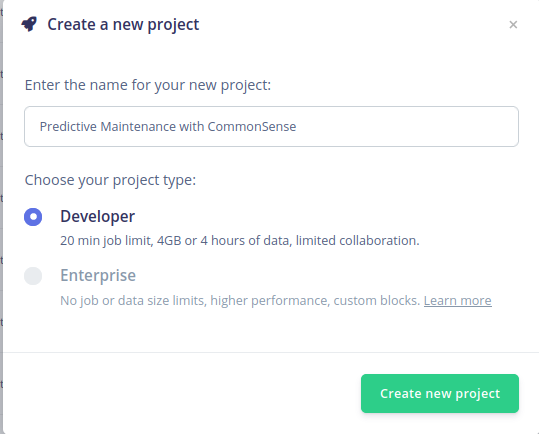 Create a new project
×
Enter the name for your new project:
Predictive Maintenance with CommonSense
Choose your project type:
Developer
20 min job limit, 4GB or 4 hours of data, limited collaboration.
Enterprise
No job or data size limits, higher performance, custom blocks. Learn more
Create new project